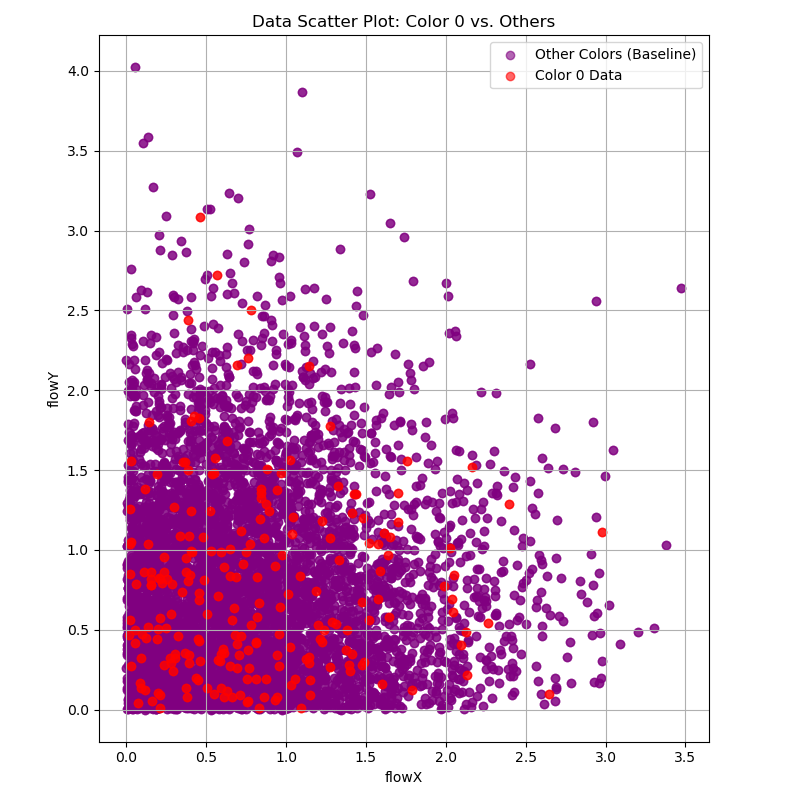 Data Scatter Plot: Color 0 vs. Others
Other Colors (Baseline)
Color 0 Data
flowY
4.0
3.5
3.0
2.5
2.0
1.5
1.0
0.5
0.0
0.0 0.5 1.0 1.5 2.0 2.5 3.0 3.5
flowX